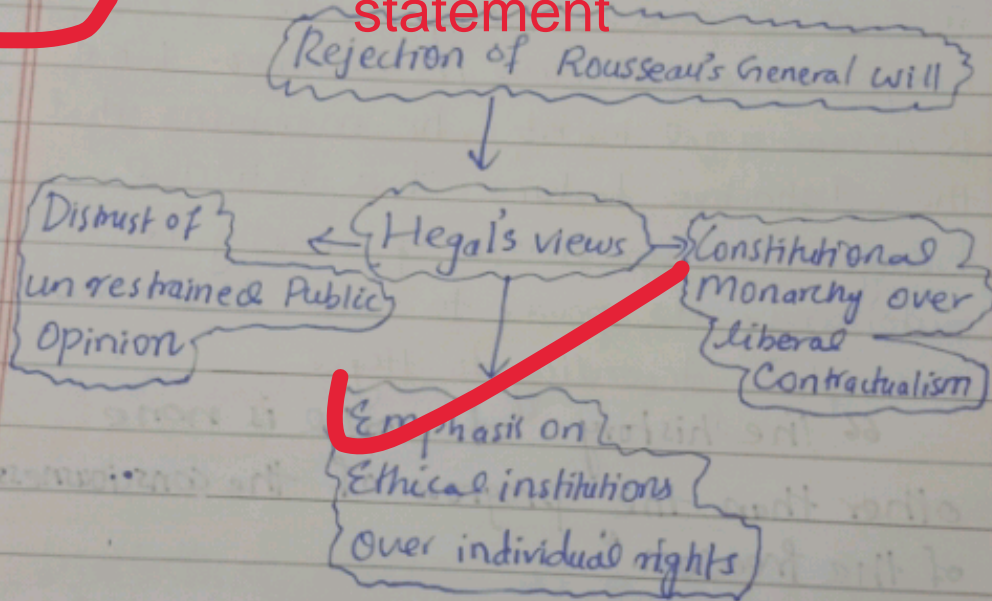 statement
Rejection of Rousseau's General will
Hegal's views
Distrust of
unrestrained Public
Opinion
Constitutional
Monarchy over
liberal
Contractualism
Emphasis on
Ethical institutions
Over individual rights